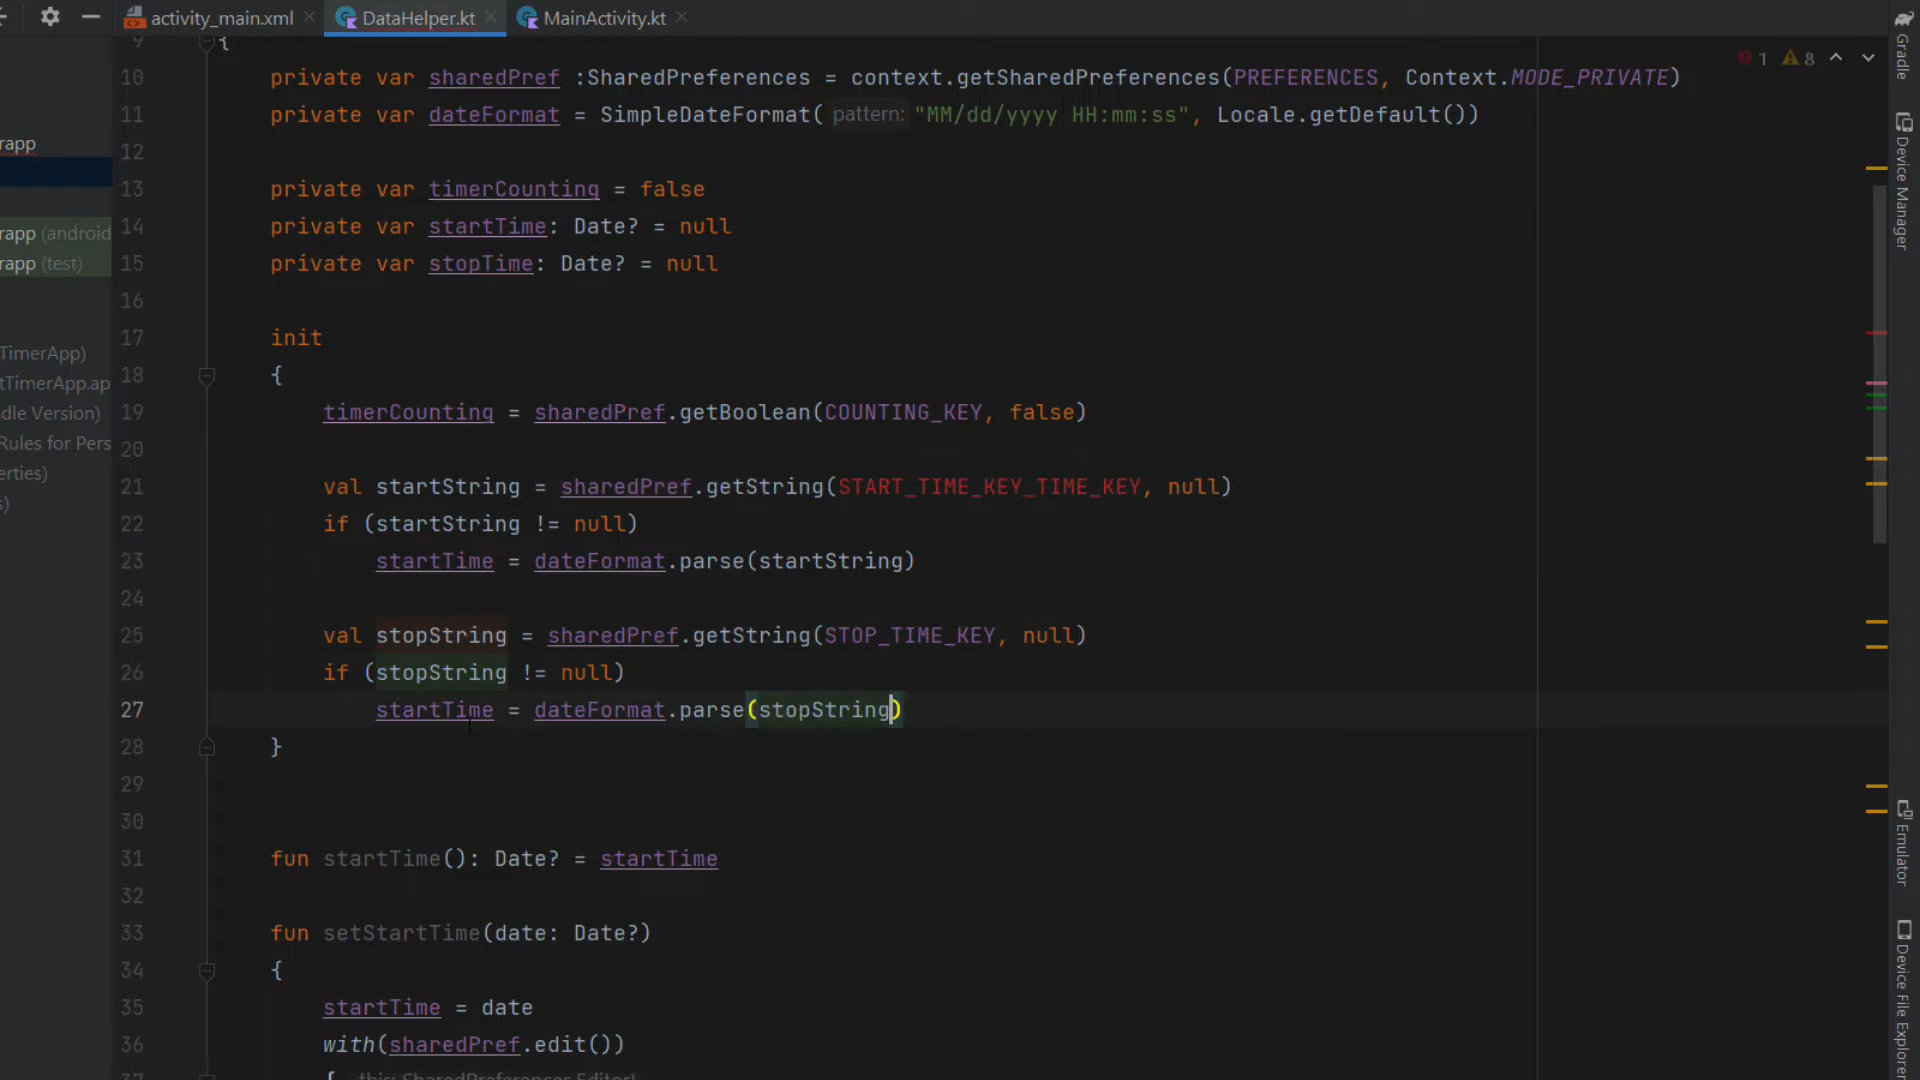 activity_main.xml DataHelper.kt MainActivity.kt
9 {
10 private var sharedPref :SharedPreferences = context.getSharedPreferences(PREFERENCES, Context.MODE_PRIVATE)
11 private var dateFormat = SimpleDateFormat( pattern: "MM/dd/yyyy HH:mm:ss", Locale.getDefault())
12
13 private var timerCounting = false
14 private var startTime: Date? = null
15 private var stopTime: Date? = null
16
17 init
18 {
19 timerCounting = sharedPref.getBoolean(COUNTING_KEY, false)
20
21 val startString = sharedPref.getString(START_TIME_KEY_TIME_KEY, null)
22 if (startString != null)
23 startTime = dateFormat.parse(startString)
24
25 val stopString = sharedPref.getString(STOP_TIME_KEY, null)
26 if (stopString != null)
27 startTime = dateFormat.parse(stopString)
28 }
29
30
31 fun startTime(): Date? = startTime
32
33 fun setStartTime(date: Date?)
34 {
35 startTime = date
36 with(sharedPref.edit())
37 { this: SharedPreferences.Editor!
rapp
rapp (android
rapp (test)
TimerApp)
tTimerApp.ap
dle Version)
Rules for Pers
erties)
s)
1 8
Gradle
Device Manager
Emulator
Device File Explorer